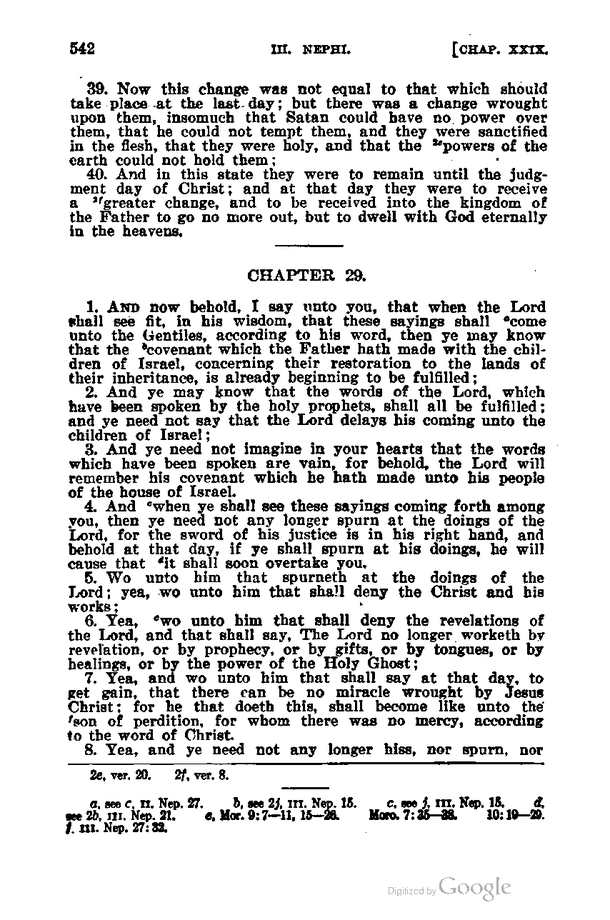 542 III. NEPHI. [CHAP. XXIX.
39. Now this change was not equal to that which should
take place at the last day; but there was a change wrought
upon them, insomuch that Satan could have no power over
them, that he could not tempt them, and they were sanctified
in the flesh, that they were holy, and that the 2epowers of the
earth could not hold them;
40. And in this state they were to remain until the judg-
ment day of Christ; and at that day they were to receive
a 2fgreater change, and to be received into the kingdom of
the Father to go no more out, but to dwell with God eternally
in the heavens.
CHAPTER 29.
1. AND now behold, I say unto you, that when the Lord
shall see fit, in his wisdom, that these sayings shall acome
unto the Gentiles, according to his word, then ye may know
that the bcovenant which the Father hath made with the chil-
dren of Israel, concerning their restoration to the lands of
their inheritance, is already beginning to be fulfilled;
2. And ye may know that the words of the Lord, which
have been spoken by the holy prophets, shall all be fulfilled;
and ye need not say that the Lord delays his coming unto the
children of Israel;
3. And ye need not imagine in your hearts that the words
which have been spoken are vain, for behold, the Lord will
remember his covenant which he hath made unto his people
of the house of Israel.
4. And cwhen ye shall see these sayings coming forth among
you, then ye need not any longer spurn at the doings of the
Lord, for the sword of his justice is in his right hand, and
behold at that day, if ye shall spurn at his doings, he will
cause that dit shall soon overtake you.
5. Wo unto him that spurneth at the doings of the
Lord; yea, wo unto him that shall deny the Christ and his
works;
6. Yea, ewo unto him that shall deny the revelations of
the Lord, and that shall say, The Lord no longer worketh by
revelation, or by prophecy, or by gifts, or by tongues, or by
healings, or by the power of the Holy Ghost;
7. Yea, and wo unto him that shall say at that day, to
get gain, that there can be no miracle wrought by Jesus
Christ; for he that doeth this, shall become like unto the
fson of perdition, for whom there was no mercy, according
to the word of Christ.
8. Yea, and ye need not any longer hiss, nor spurn, nor
2e, ver. 20. 2f, ver. 8.
a, see c, II. Nep. 27. b, see 2j, III. Nep. 15. c, see j, III. Nep. 15. d,
see 2b, III. Nep. 21. e, Mor. 9:7—11, 15—26. Moro. 7:35—38. 10:19—29.
f, III. Nep. 27:32.
Digitized by Google